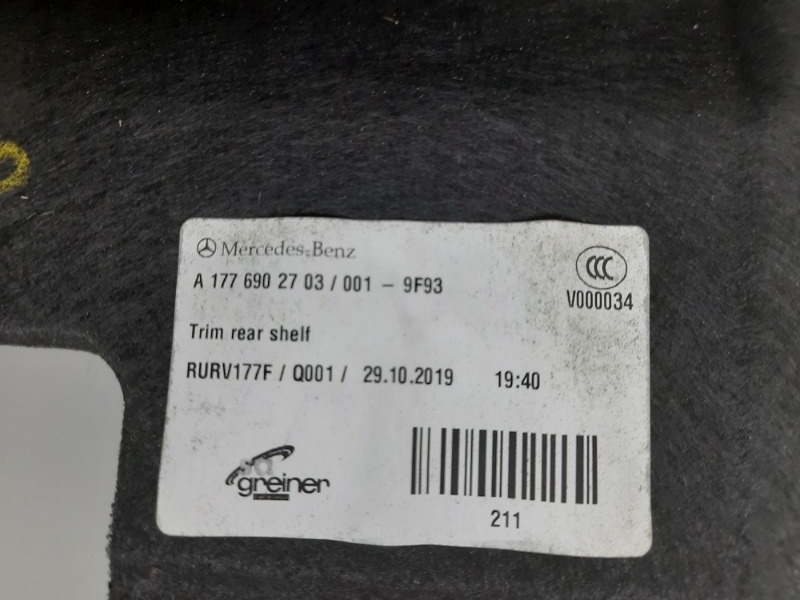 Mercedes-Benz
A 177 690 27 03 / 001 - 9F93
CCC
V000034
Trim rear shelf
RURV177F / Q001 / 29.10.2019 19:40
greiner
211